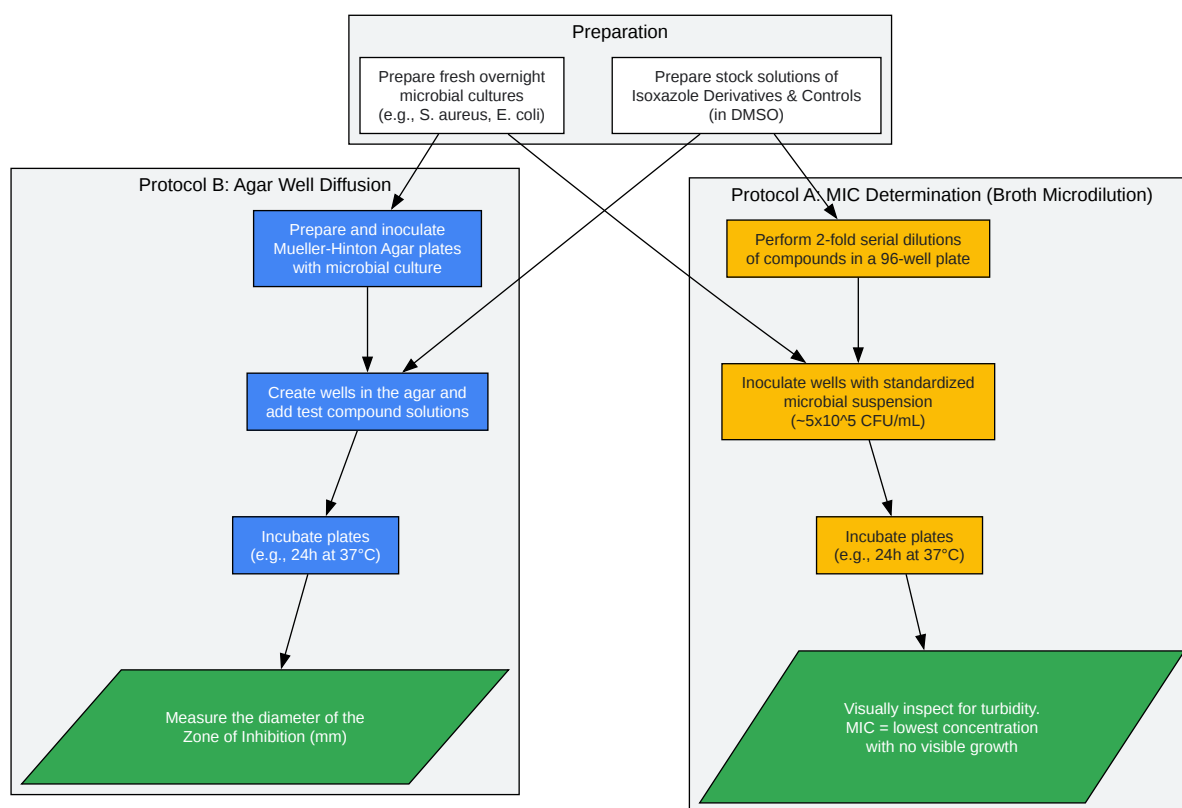 Preparation
Prepare fresh overnight
microbial cultures
(e.g., S. aureus, E. coli)
Prepare stock solutions of
Isoxazole Derivatives & Controls
(in DMSO)
Protocol B: Agar Well Diffusion
Prepare and inoculate
Mueller-Hinton Agar plates
with microbial culture
Create wells in the agar and
add test compound solutions
Incubate plates
(e.g., 24h at 37°C)
Measure the diameter of the
Zone of Inhibition (mm)
Protocol A: MIC Determination (Broth Microdilution)
Perform 2-fold serial dilutions
of compounds in a 96-well plate
Inoculate wells with standardized
microbial suspension
(~5x10^5 CFU/mL)
Incubate plates
(e.g., 24h at 37°C)
Visually inspect for turbidity.
MIC = lowest concentration
with no visible growth